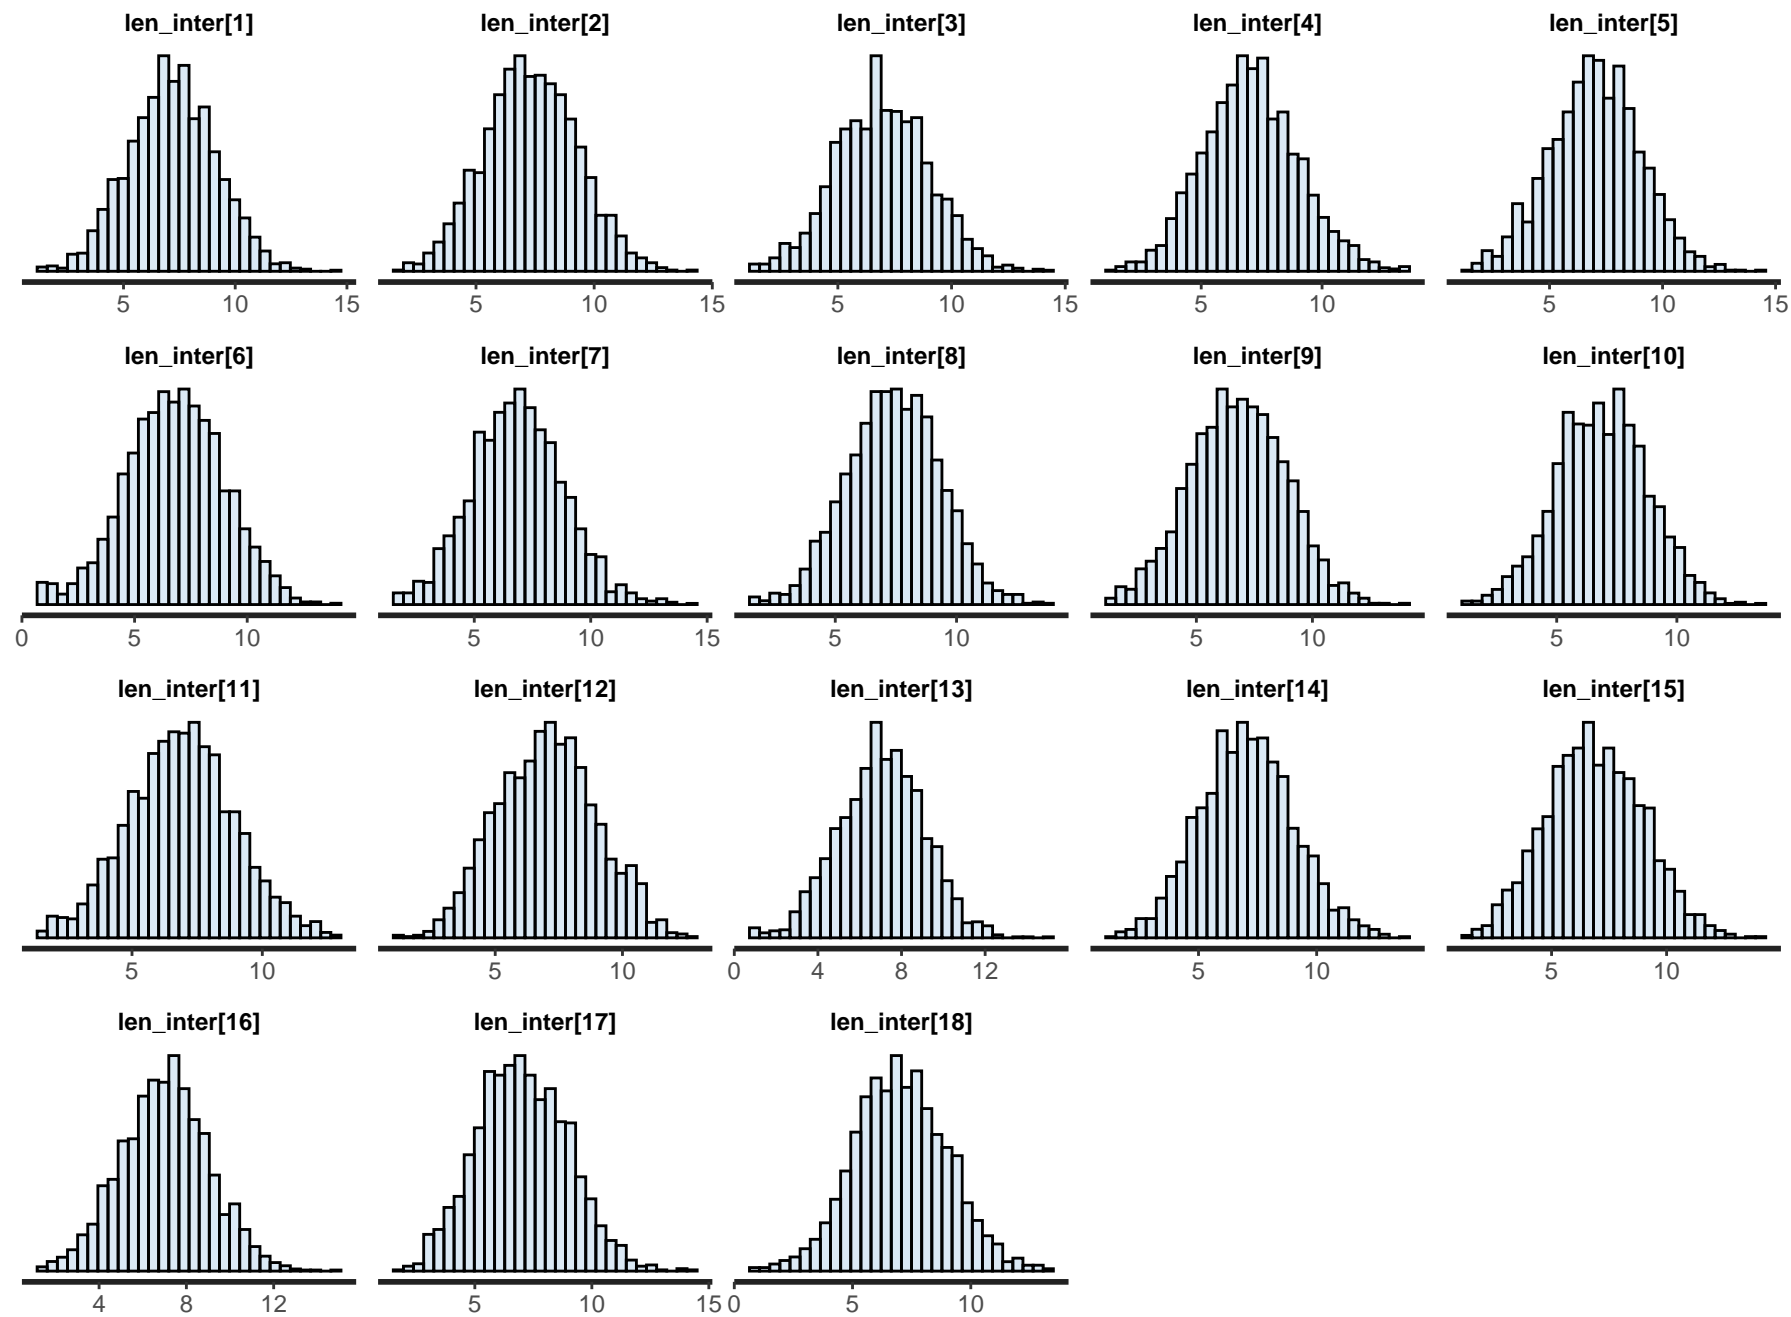 len_inter[1] len_inter[2] len_inter[3] len_inter[4] len_inter[5]
5 10 15 5 10 15 5 10 15 5 10 5 10 15
len_inter[6] len_inter[7] len_inter[8] len_inter[9] len_inter[10]
0 5 10 5 10 15 5 10 5 10 5 10
len_inter[11] len_inter[12] len_inter[13] len_inter[14] len_inter[15]
5 10 5 10 0 4 8 12 5 10 5 10
len_inter[16] len_inter[17] len_inter[18]
4 8 12 5 10 15 0 5 10